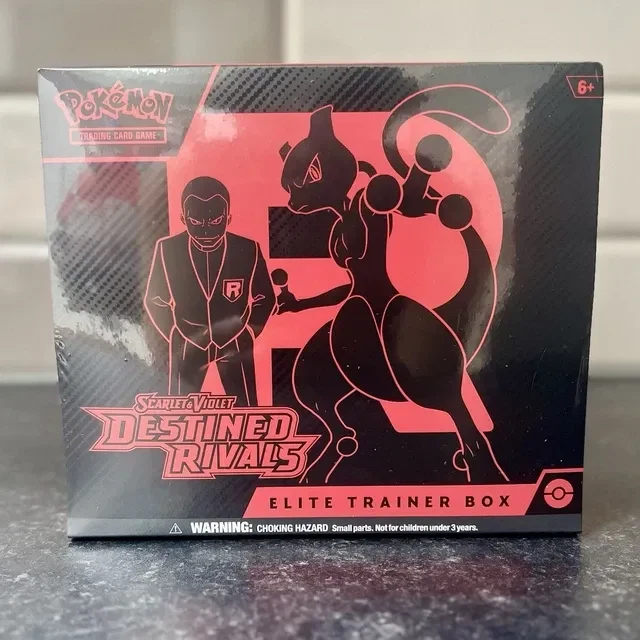 POKéMON
TRADING CARD GAME
6+
R
SCARLET & VIOLET
DESTINED
RIVALS
ELITE TRAINER BOX
⚠ WARNING: CHOKING HAZARD Small parts. Not for children under 3 years.